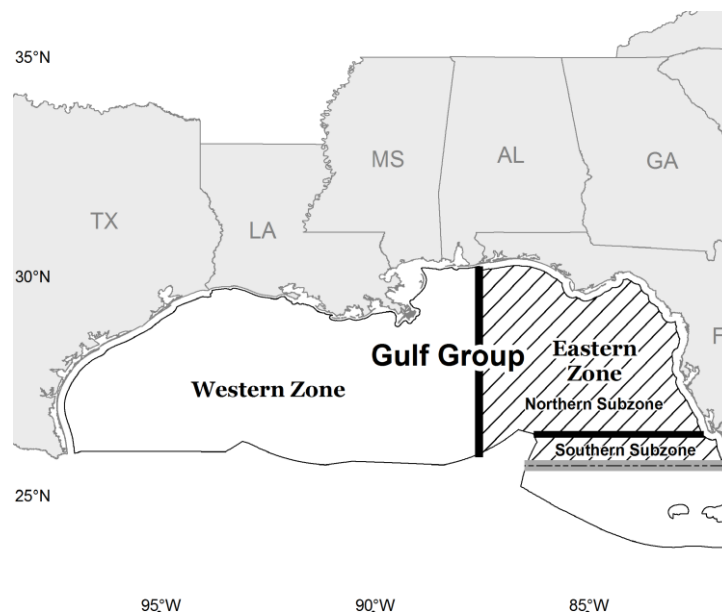 35°N
MS
AL
GA
TX
LA
30°N
Gulf Group
Eastern
Zone
Western Zone
Northern Subzone
Southern Subzone
25°N
95°W
90°W
85°W